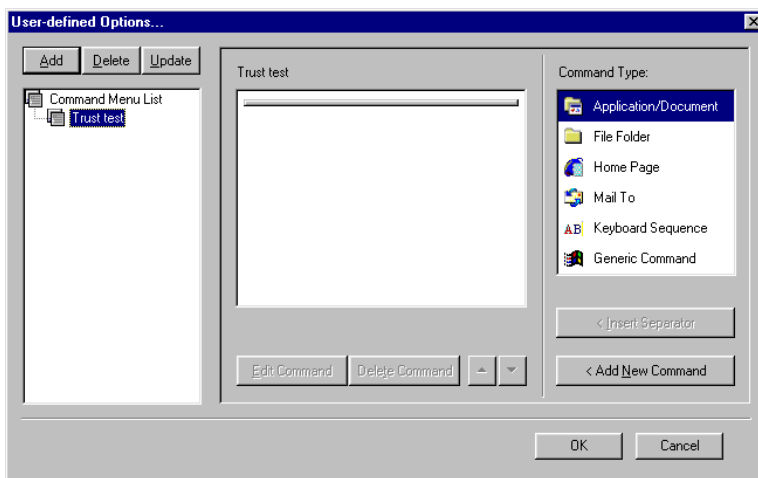 User-defined Options...
Add Delete Update
Command Menu List
Trust test
Trust test
Edit Command Delete Command
Command Type:
Application/Document
File Folder
Home Page
Mail To
AB Keyboard Sequence
Generic Command
< Insert Separator
< Add New Command
OK Cancel